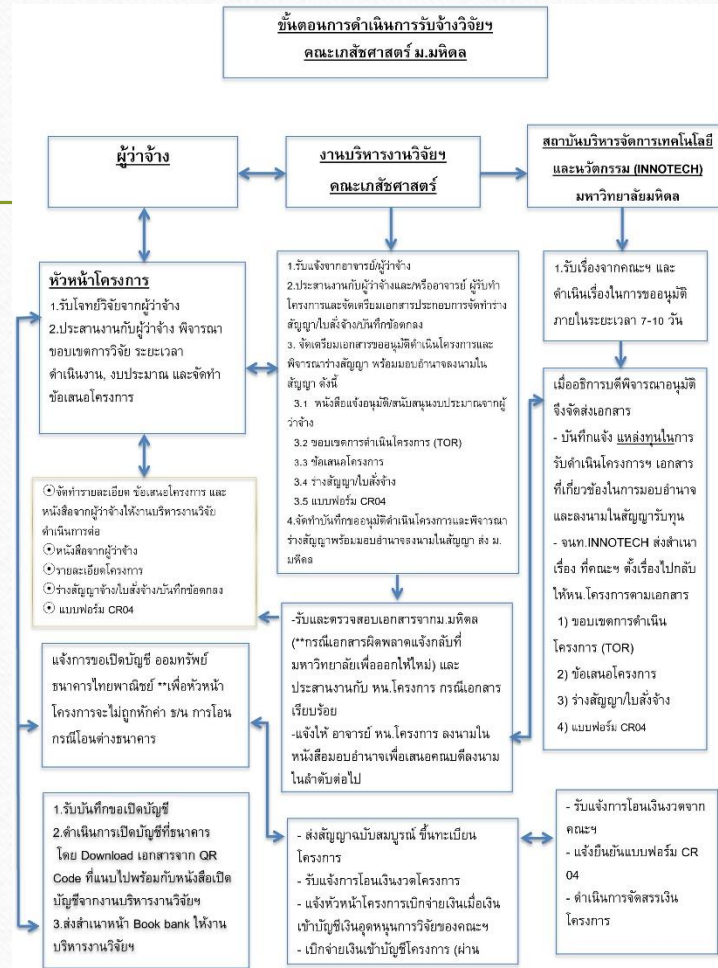 ขั้นตอนการดำเนินการรับจ้างวิจัยฯ
คณะเภสัชศาสตร์ ม.มหิดล
ผู้ว่าจ้าง
งานบริหารงานวิจัยฯ
คณะเภสัชศาสตร์
สถาบันบริหารจัดการเทคโนโลยี
และนวัตกรรม (INNOTECH)
มหาวิทยาลัยมหิดล
หัวหน้าโครงการ
1.รับโจทย์วิจัยจากผู้ว่าจ้าง
2.ประสานงานกับผู้ว่าจ้าง พิจารณา
ขอบเขตการวิจัย ระยะเวลา
ดำเนินงาน, งบประมาณ และจัดทำ
ข้อเสนอโครงการ
1.รับแจ้งจากอาจารย์/ผู้ว่าจ้าง
2.ประสานงานกับผู้ว่าจ้างและ/หรืออาจารย์ ผู้รับทำ
โครงการและจัดเตรียมเอกสารประกอบการจัดทำร่าง
สัญญา/ใบสั่งจ้าง/บันทึกข้อตกลง
3. จัดเตรียมเอกสารขออนุมัติดำเนินโครงการและ
พิจารณาร่างสัญญา พร้อมมอบอำนาจลงนามใน
สัญญา ดังนี้
3.1 หนังสือแจ้งอนุมัติ/สนับสนุนงบประมาณจากผู้
ว่าจ้าง
3.2 ขอบเขตการดำเนินโครงการ (TOR)
3.3 ข้อเสนอโครงการ
3.4 ร่างสัญญา/ใบสั่งจ้าง
3.5 แบบฟอร์ม CR04
4.จัดทำบันทึกขออนุมัติดำเนินโครงการและพิจารณา
ร่างสัญญาพร้อมมอบอำนาจลงนามในสัญญา ส่ง ม.
มหิดล
1.รับเรื่องจากคณะฯ และ
ดำเนินเรื่องในการขออนุมัติ
ภายในระยะเวลา 7-10 วัน
เมื่ออธิการบดีพิจารณาอนุมัติ
จึงจัดส่งเอกสาร
- บันทึกแจ้ง แหล่งทุนในการ
รับดำเนินโครงการฯ เอกสาร
ที่เกี่ยวข้องในการมอบอำนาจ
และลงนามในสัญญารับทุน
- จนท.INNOTECH ส่งสำเนา
เรื่อง ที่คณะฯ ตั้งเรื่องไปกลับ
ให้หน.โครงการตามเอกสาร
1) ขอบเขตการดำเนิน
โครงการ (TOR)
2) ข้อเสนอโครงการ
3) ร่างสัญญา/ใบสั่งจ้าง
4) แบบฟอร์ม CR04
⊙จัดทำรายละเอียด ข้อเสนอโครงการ และ
หนังสือจากผู้ว่าจ้างให้งานบริหารงานวิจัย
ดำเนินการต่อ
⊙หนังสือจากผู้ว่าจ้าง
⊙รายละเอียดโครงการ
⊙ร่างสัญญาจ้าง/ใบสั่งจ้าง/บันทึกข้อตกลง
⊙ แบบฟอร์ม CR04
-รับและตรวจสอบเอกสารจากม.มหิดล
(**กรณีเอกสารผิดพลาดแจ้งกลับที่
มหาวิทยาลัยเพื่อออกให้ใหม่) และ
ประสานงานกับ หน.โครงการ กรณีเอกสาร
เรียบร้อย
-แจ้งให้ อาจารย์ หน.โครงการ ลงนามใน
หนังสือมอบอำนาจเพื่อเสนอคณบดีลงนาม
ในลำดับต่อไป
แจ้งการขอเปิดบัญชี ออมทรัพย์
ธนาคารไทยพาณิชย์ **เพื่อหัวหน้า
โครงการจะไม่ถูกหักค่า ธ/น การโอน
กรณีโอนต่างธนาคาร
1.รับบันทึกขอเปิดบัญชี
2.ดำเนินการเปิดบัญชีที่ธนาคาร
โดย Download เอกสารจาก QR
Code ที่แนบไปพร้อมกับหนังสือเปิด
บัญชีจากงานบริหารงานวิจัยฯ
3.ส่งสำเนาหน้า Book bank ให้งาน
บริหารงานวิจัยฯ
- ส่งสัญญาฉบับสมบูรณ์ ขึ้นทะเบียน
โครงการ
- รับแจ้งการโอนเงินงวดโครงการ
- แจ้งหัวหน้าโครงการเบิกจ่ายเงินเมื่อเงิน
เข้าบัญชีเงินอุดหนุนการวิจัยของคณะฯ
- เบิกจ่ายเงินเข้าบัญชีโครงการ (ผ่าน
- รับแจ้งการโอนเงินงวดจาก
คณะฯ
- แจ้งยืนยันแบบฟอร์ม CR
04
- ดำเนินการจัดสรรเงิน
โครงการ